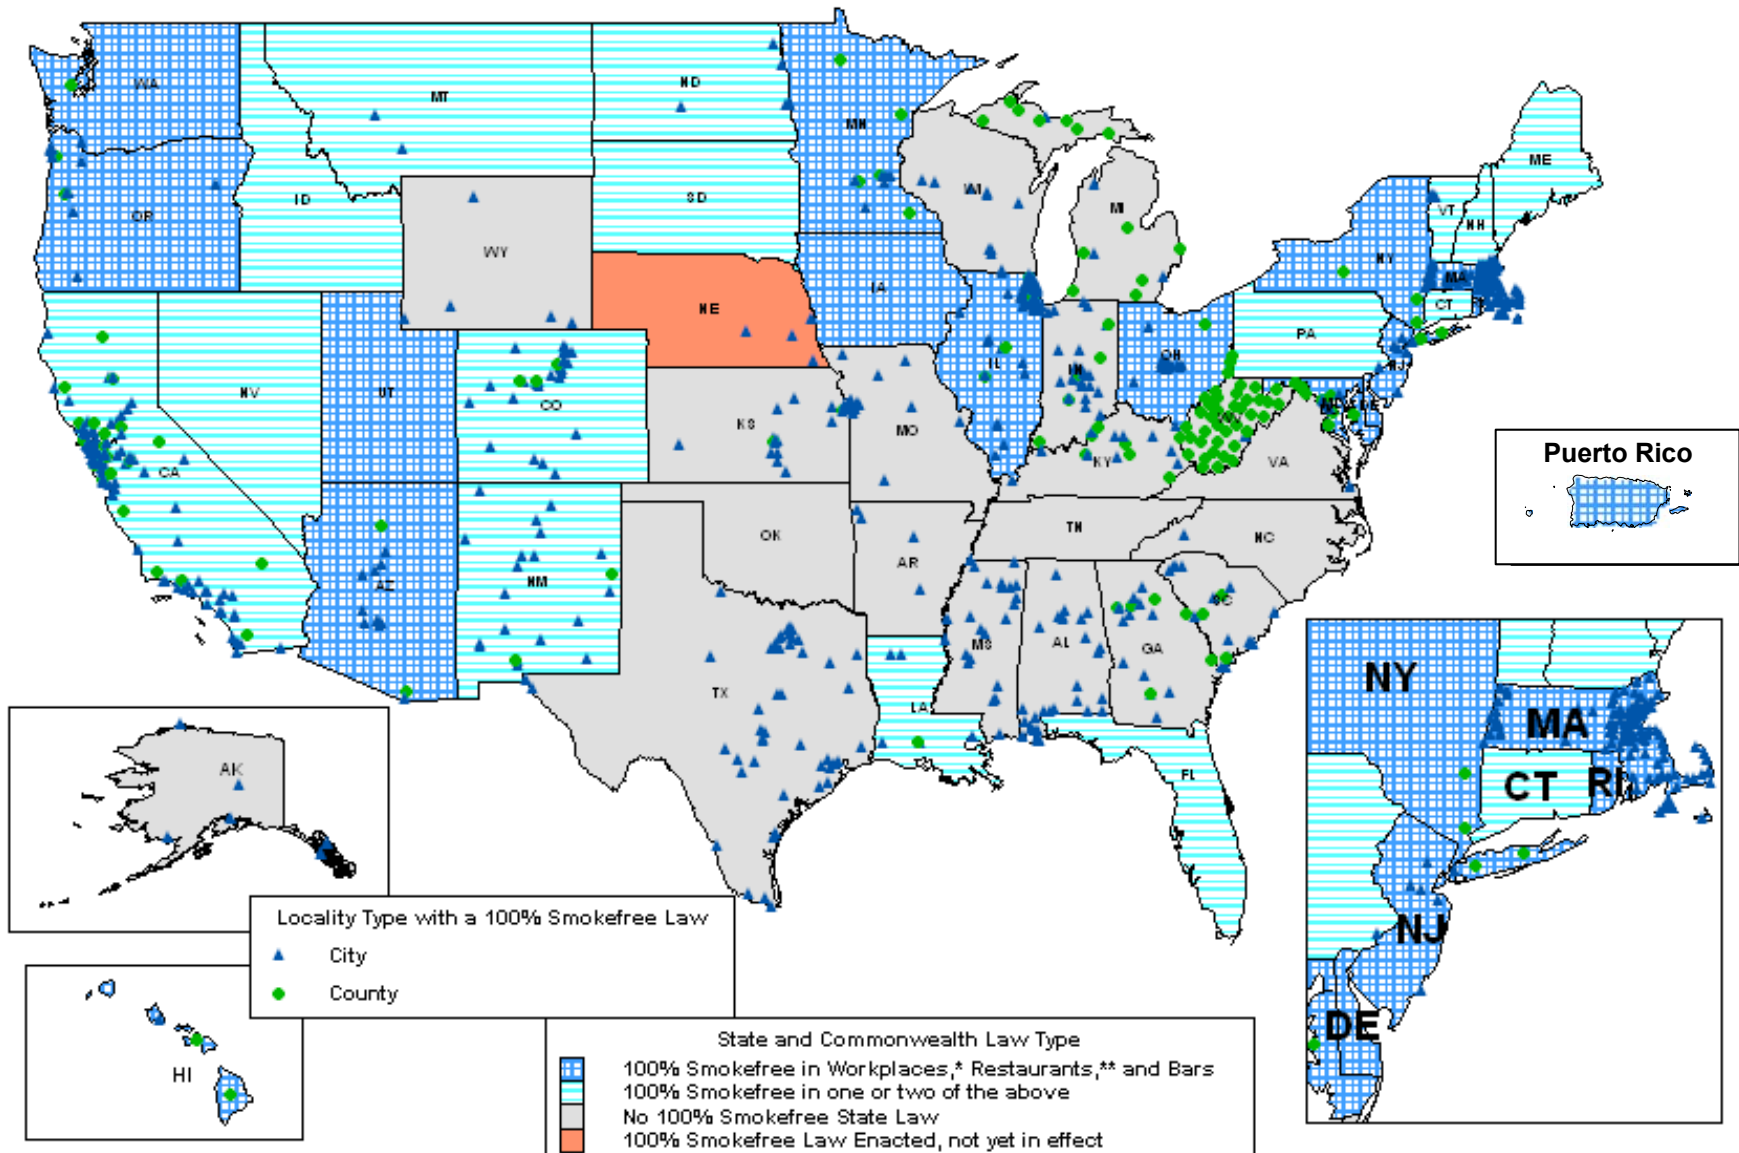 WA
MT
ND
MN
OR
ID
SD
WI
MI
ME
VT
NH
WY
NY
MA
CT
NE
IA
PA
NV
UT
CO
IL
IN
OH
NJ
DE
KS
MO
KY
VA
CA
Puerto Rico
OK
TN
NC
AZ
NM
AR
SC
MS
AL
GA
TX
LA
FL
NY
MA
CT
RI
NJ
DE
AK
HI
Locality Type with a 100% Smokefree Law
City
County
State and Commonwealth Law Type
100% Smokefree in Workplaces,* Restaurants,** and Bars
100% Smokefree in one or two of the above
No 100% Smokefree State Law
100% Smokefree Law Enacted, not yet in effect